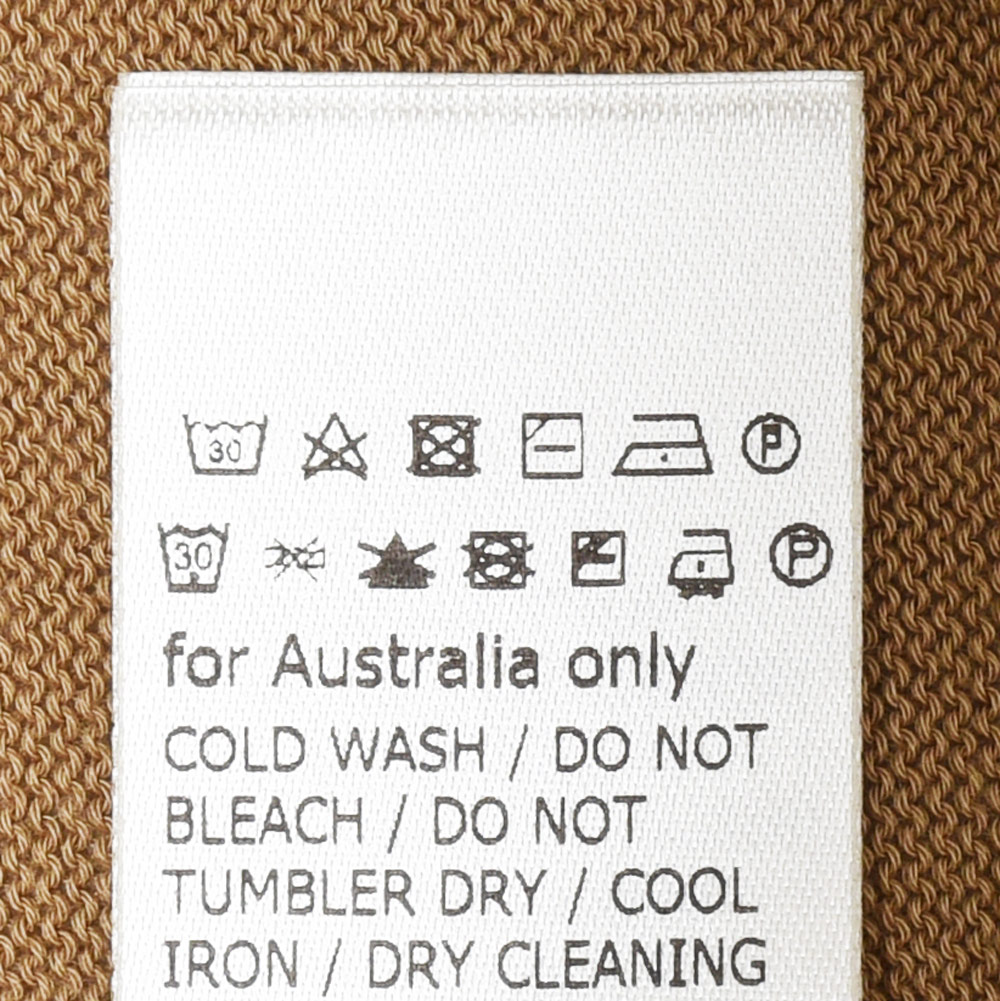 30 P
30 P
for Australia only
COLD WASH / DO NOT
BLEACH / DO NOT
TUMBLER DRY / COOL
IRON / DRY CLEANING